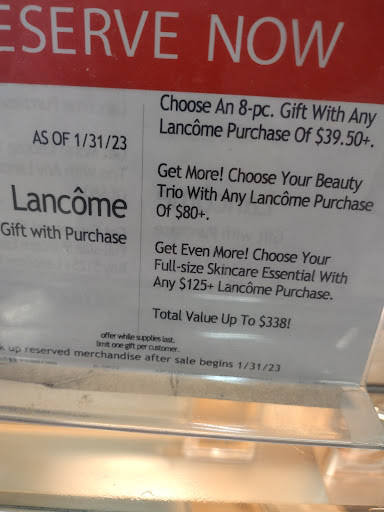 ESERVE NOW
AS OF 1/31/23
Lancôme
Gift with Purchase
Choose An 8-pc. Gift With Any
Lancôme Purchase Of $39.50+.
Get More! Choose Your Beauty
Trio With Any Lancôme Purchase
Of $80+.
Get Even More! Choose Your
Full-size Skincare Essential With
Any $125+ Lancôme Purchase.
Total Value Up To $338!
offer while supplies last.
limit one gift per customer.
k up reserved merchandise after sale begins 1/31/23